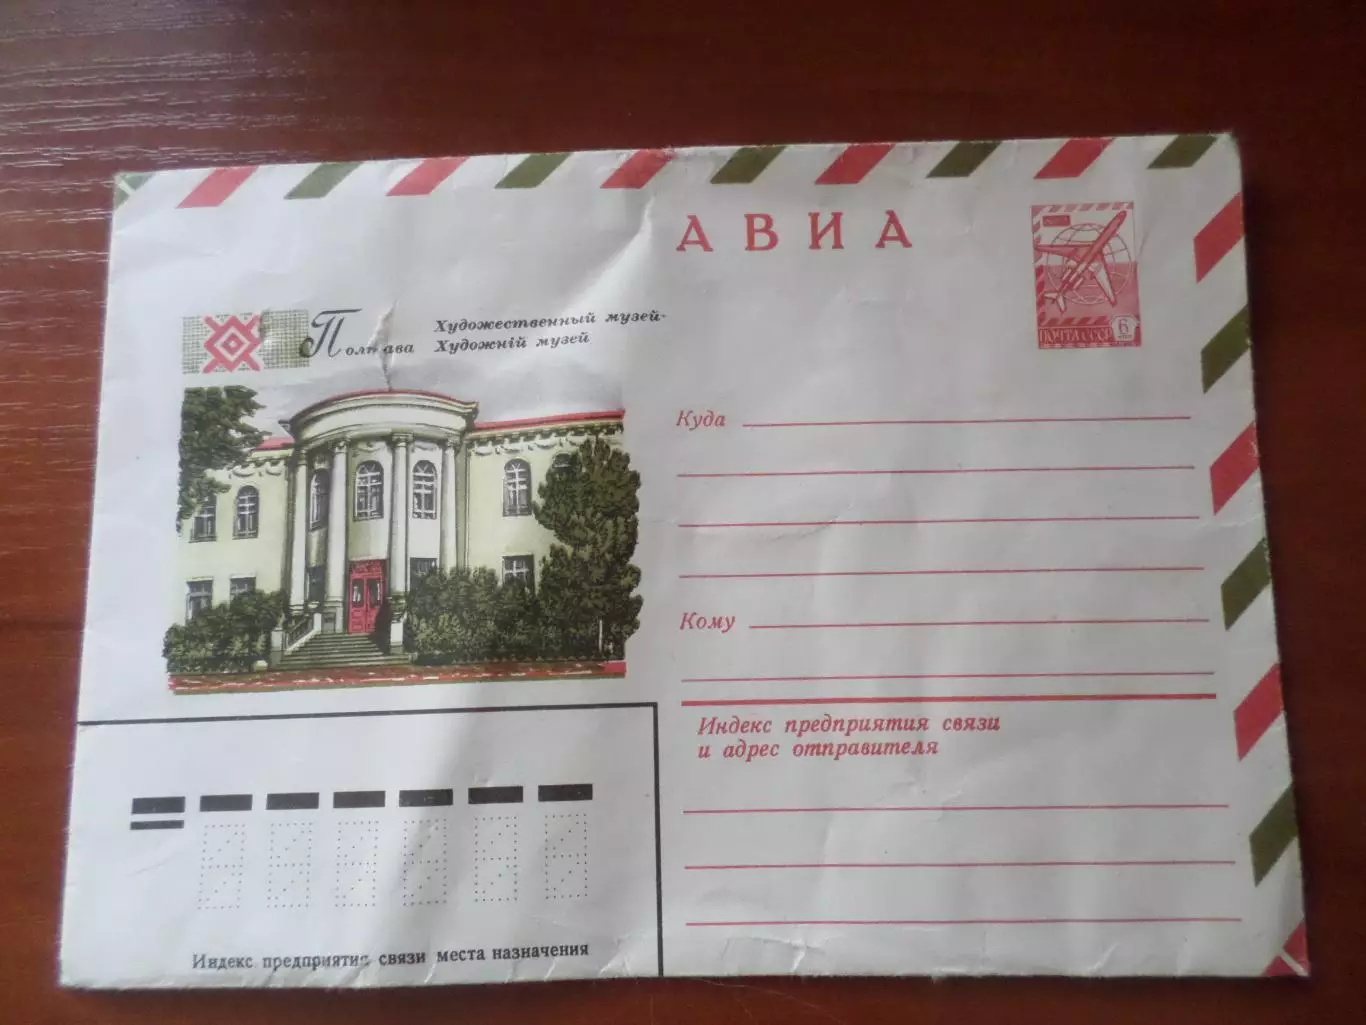 АВИА
ПОЧТА СССР 6
Полтава
Художественный музей
Художній музей
Куда
Кому
Индекс предприятия связи
и адрес отправителя
Индекс предприятия связи места назначения